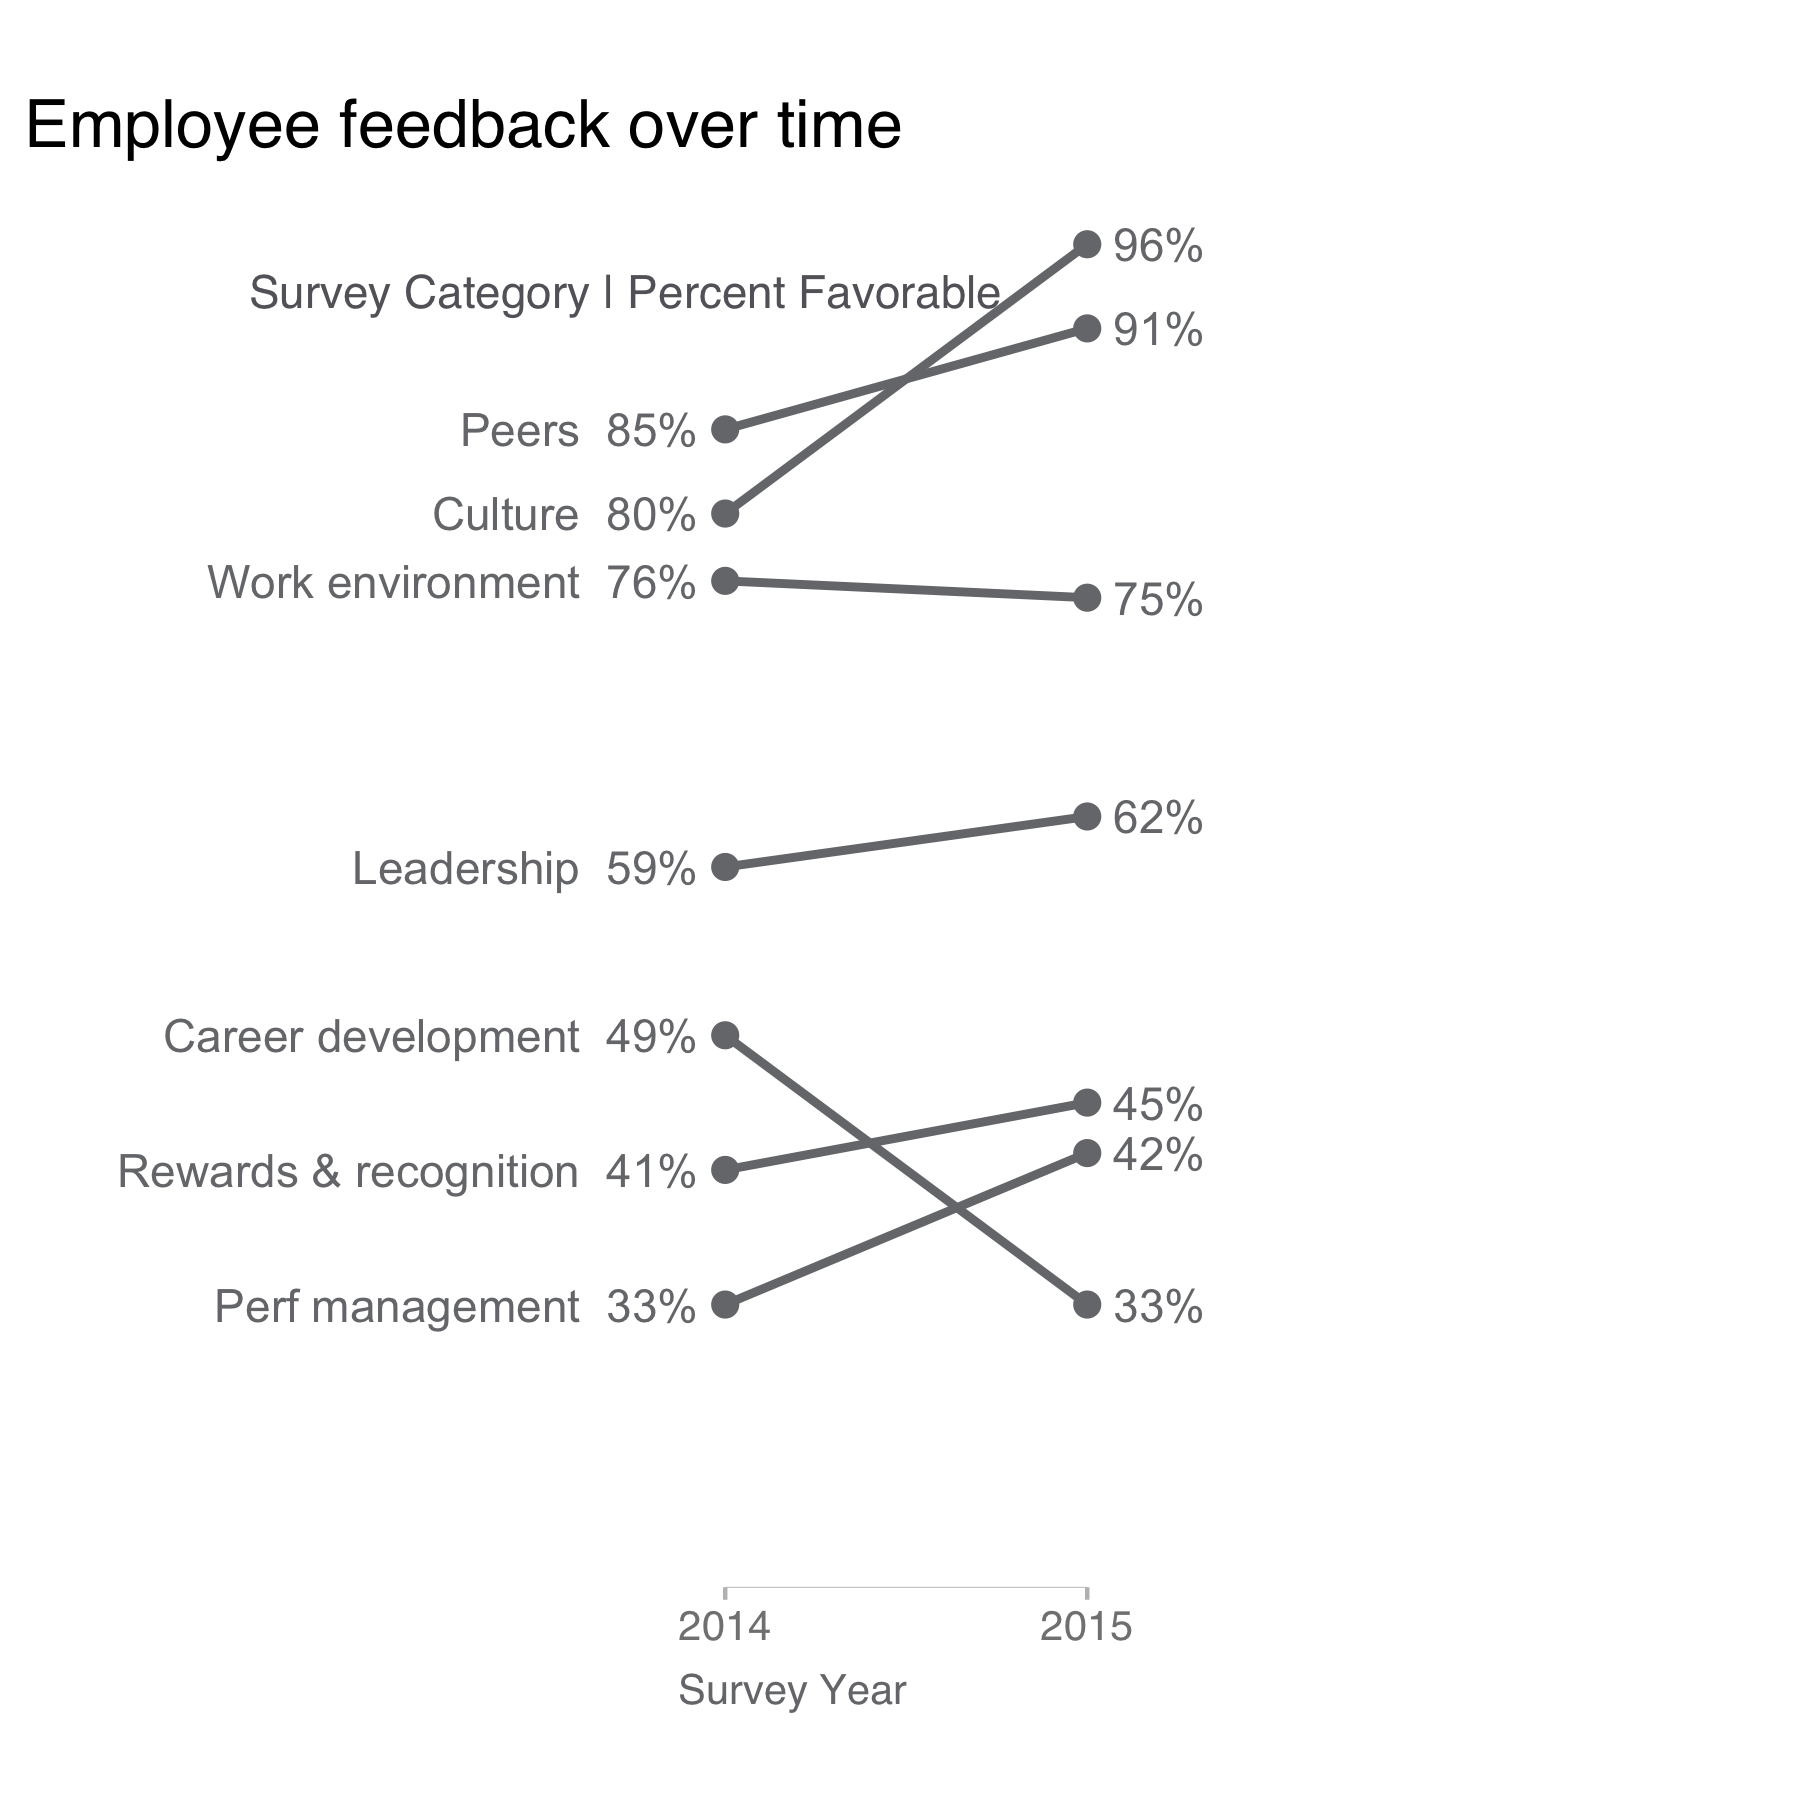 Employee feedback over time
96%
Survey Category | Percent Favorable
91%
Peers 85%
Culture 80%
Work environment 76%
75%
62%
Leadership 59%
Career development 49%
45%
42%
Rewards & recognition 41%
Perf management 33%
33%
2014 2015
Survey Year